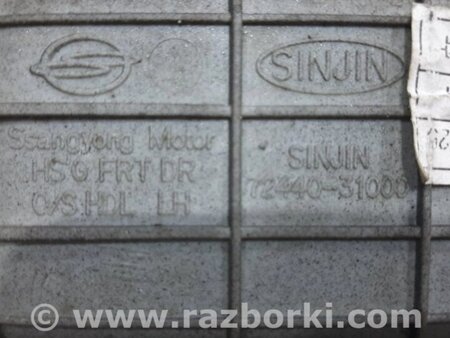 SINJIN
Ssangyong Motor
HSG FRT DR
O/S HDL LH
SINJIN
72440-31000
© www.razborki.com